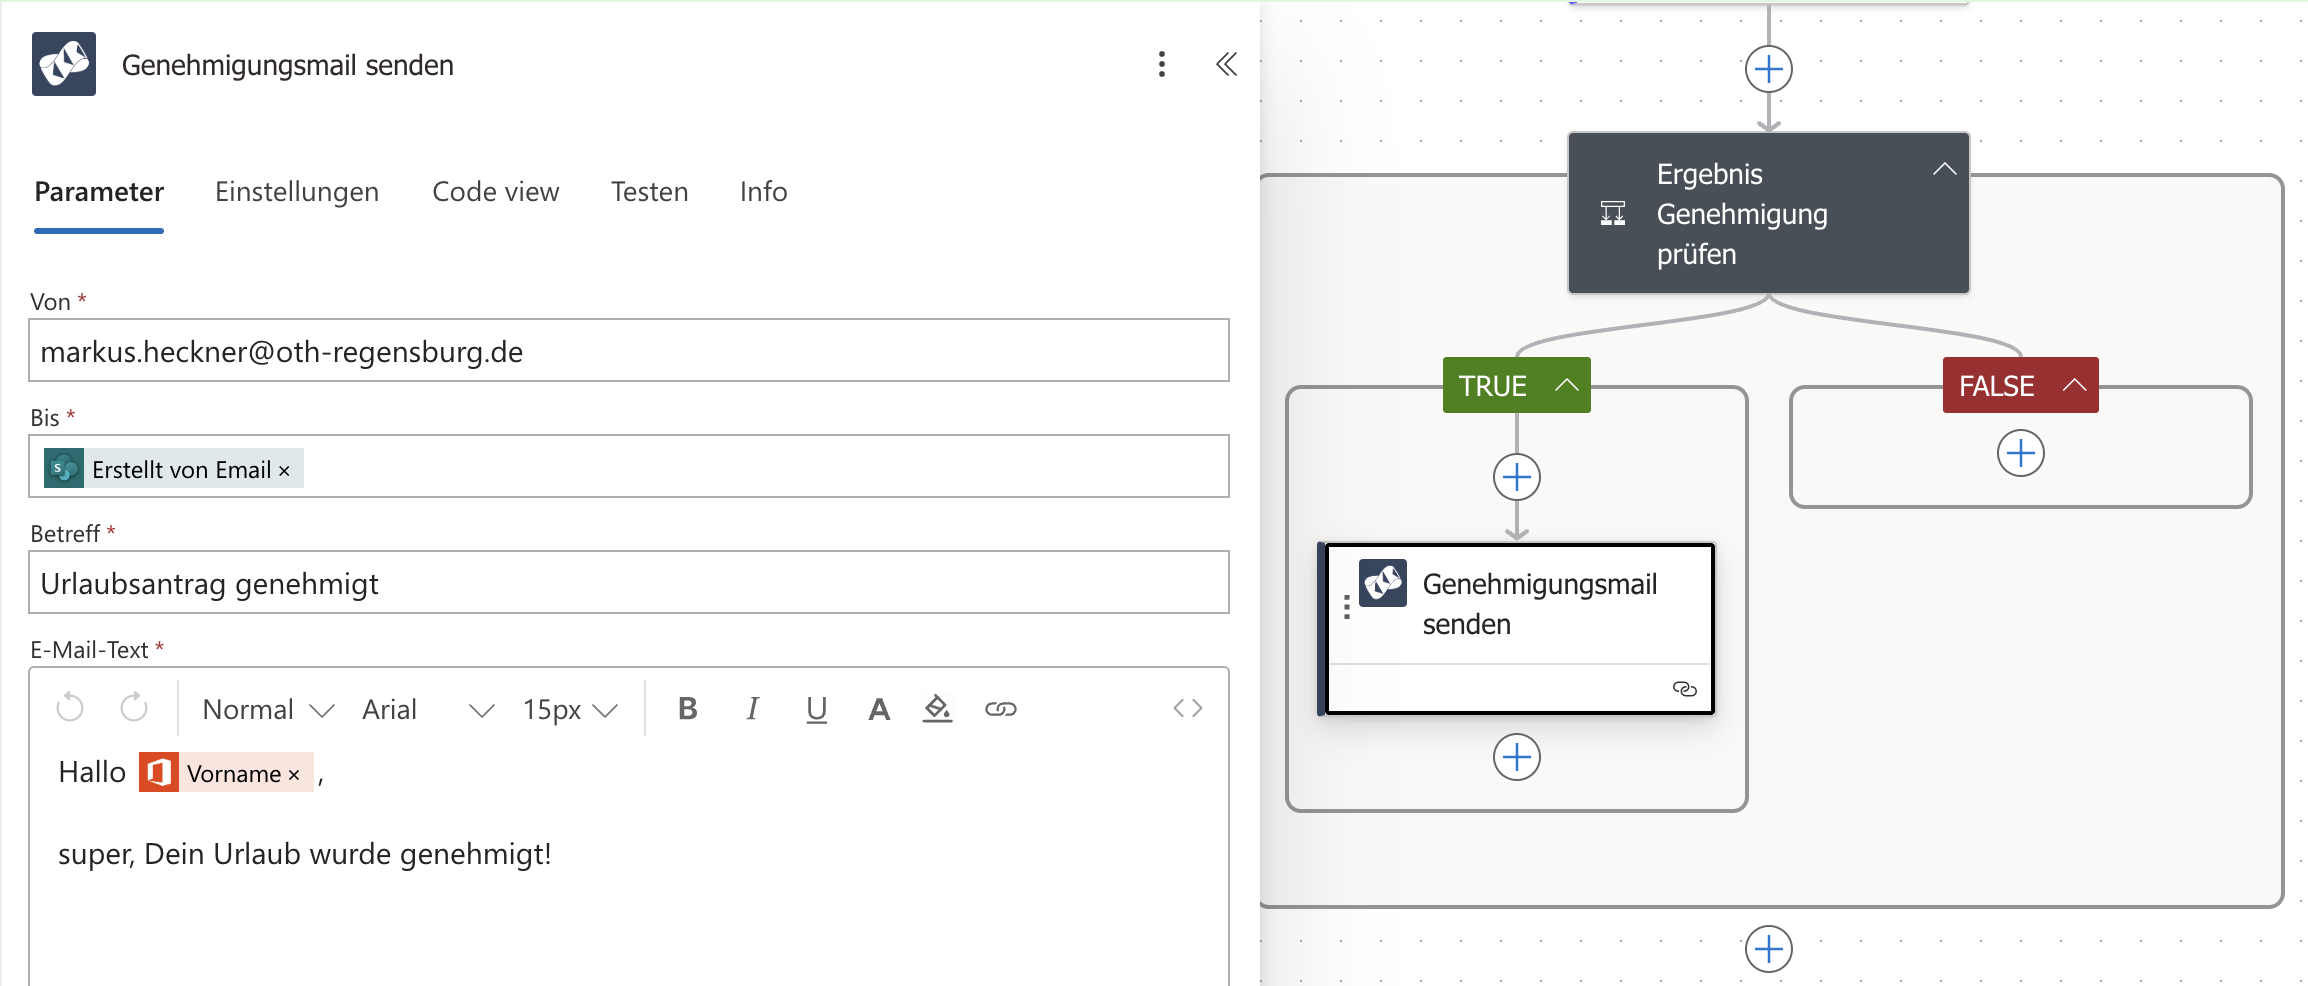 Genehmigungsmail senden
Parameter Einstellungen Code view Testen Info
Von *
markus.heckner@oth-regensburg.de
Bis *
S Erstellt von Email ×
Betreff *
Urlaubsantrag genehmigt
E-Mail-Text *
Normal Arial 15px B I U A
Hallo Vorname × ,
super, Dein Urlaub wurde genehmigt!
Ergebnis
Genehmigung
prüfen
TRUE
FALSE
Genehmigungsmail
senden